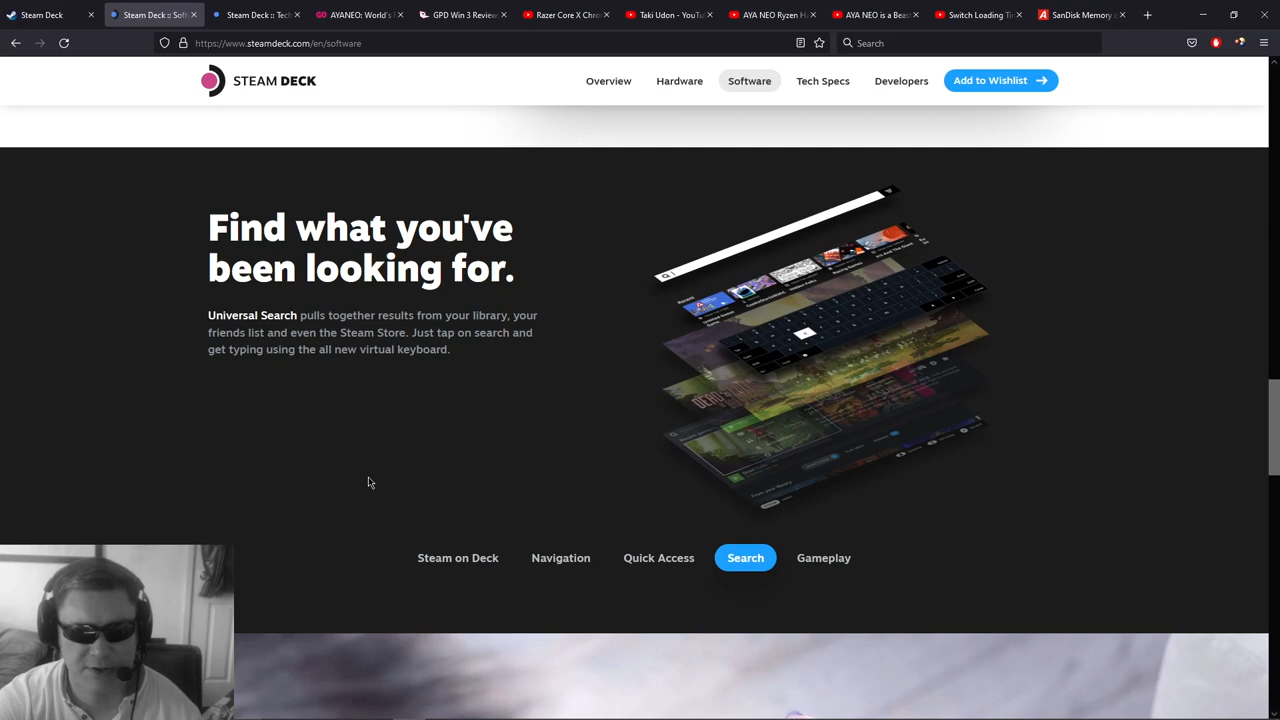 Steam Deck
Steam Deck :: Soft
Steam Deck :: Tech
AYANEO: World's
GPD Win 3 Review
Razer Core X Chro
Taki Udon - YouTu
AYA NEO Ryzen Ha
AYA NEO is a Beas
Switch Loading Ti
SanDisk Memory
https://www.steamdeck.com/en/software
Search
STEAM DECK
Overview
Hardware
Software
Tech Specs
Developers
Add to Wishlist
Find what you've
been looking for.
Universal Search pulls together results from your library, your
friends list and even the Steam Store. Just tap on search and
get typing using the all new virtual keyboard.
Recent
Steam on Deck
Navigation
Quick Access
Search
Gameplay